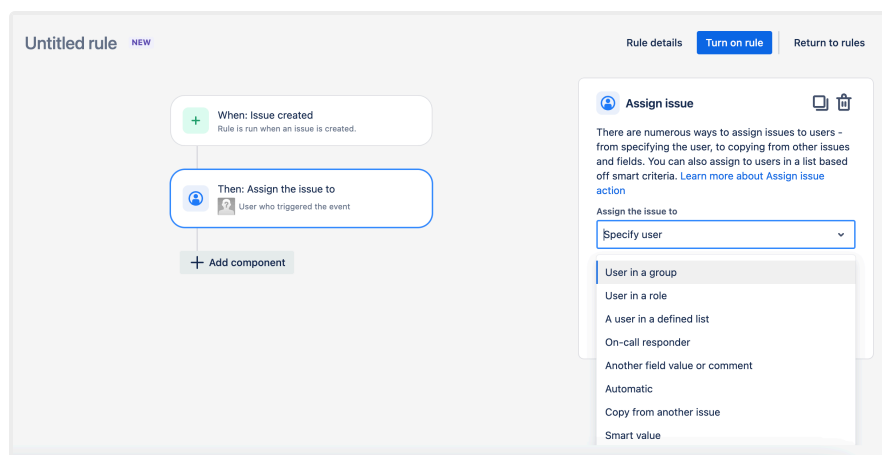 Untitled rule NEW
Rule details Turn on rule Return to rules
When: Issue created
Rule is run when an issue is created.
Then: Assign the issue to
User who triggered the event
Add component
Assign issue
There are numerous ways to assign issues to users -
from specifying the user, to copying from other issues
and fields. You can also assign to users in a list based
off smart criteria. Learn more about Assign issue
action
Assign the issue to
Specify user
User in a group
User in a role
A user in a defined list
On-call responder
Another field value or comment
Automatic
Copy from another issue
Smart value